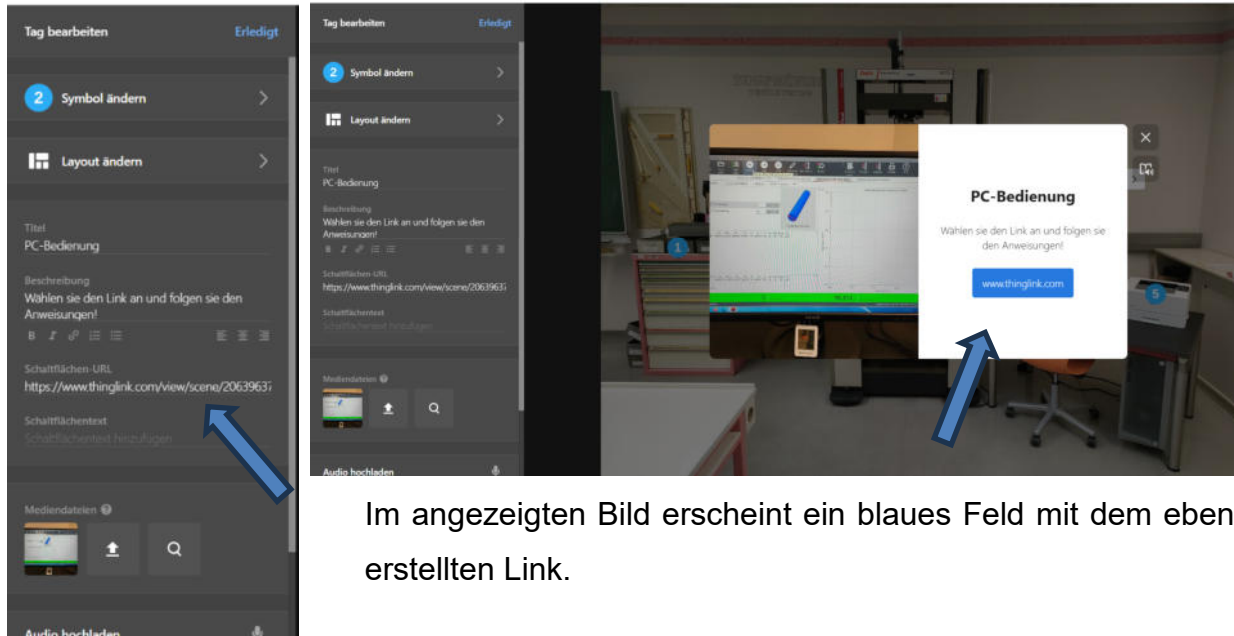 Tag bearbeiten Erledigt
2 Symbol ändern
Layout ändern
Titel
PC-Bedienung
Beschreibung
Wählen sie den Link an und folgen sie den
Anweisungen!
B I
Schaltflächen-URL
https://www.thinglink.com/view/scene/20639637
Schaltflächentext
Schaltflächentext hinzufügen
Mediendateien
Audio hochladen
Tag bearbeiten Erledigt
2 Symbol ändern
Layout ändern
Titel
PC-Bedienung
Beschreibung
Wählen sie den Link an und folgen sie den
Anweisungen!
B I
Schaltflächen-URL
https://www.thinglink.com/view/scene/20639637
Schaltflächentext
Schaltflächentext hinzufügen
Mediendateien
Audio hochladen
1
PC-Bedienung
Wählen sie den Link an und folgen sie
den Anweisungen!
www.thinglink.com
5
Im angezeigten Bild erscheint ein blaues Feld mit dem eben
erstellten Link.